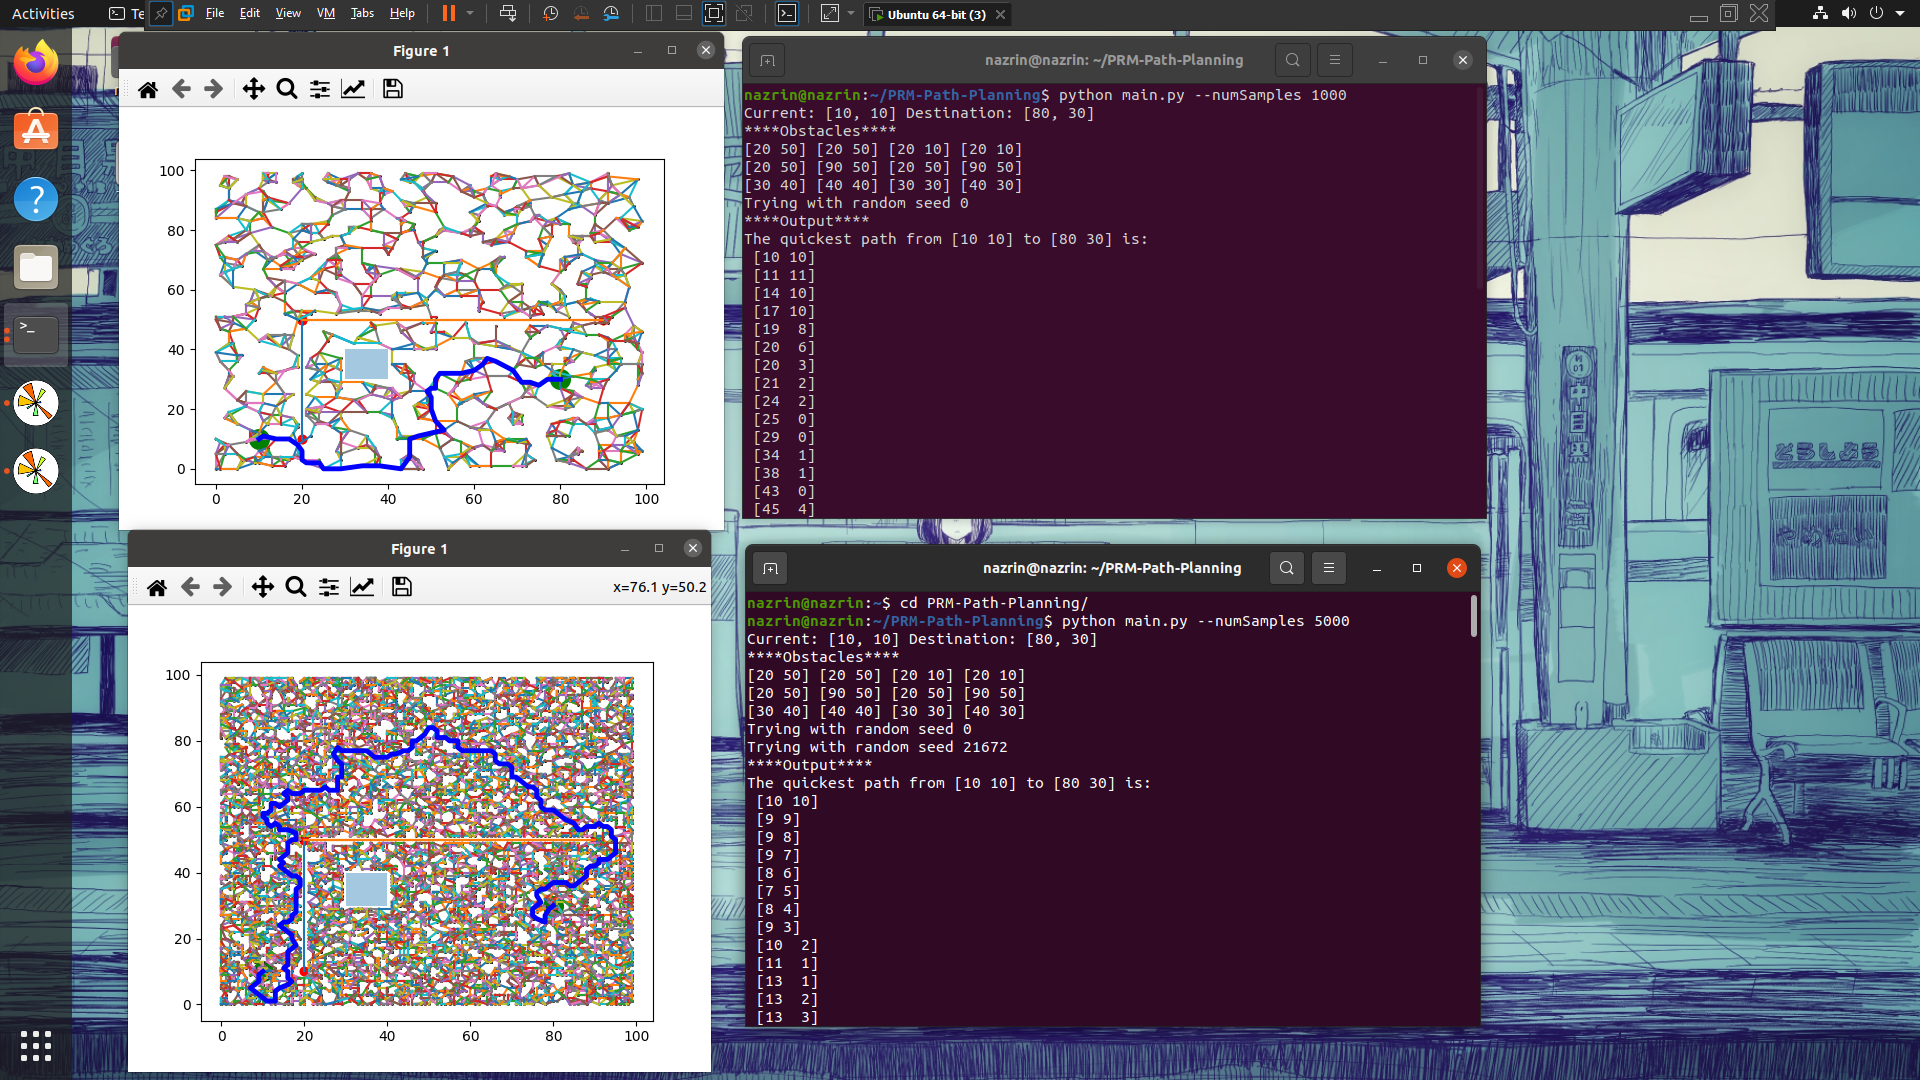 Activities
Te
File Edit View VM Tabs Help
Ubuntu 64-bit (3)
Figure 1
100
80
60
40
20
0
0 20 40 60 80 100
nazrin@nazrin: ~/PRM-Path-Planning
nazrin@nazrin:~/PRM-Path-Planning$ python main.py --numSamples 1000
Current: [10, 10] Destination: [80, 30]
****Obstacles****
[20 50] [20 50] [20 10] [20 10]
[20 50] [90 50] [20 50] [90 50]
[30 40] [40 40] [30 30] [40 30]
Trying with random seed 0
****Output****
The quickest path from [10 10] to [80 30] is:
[10 10]
[11 11]
[14 10]
[17 10]
[19  8]
[20  6]
[20  3]
[21  2]
[24  2]
[25  0]
[29  0]
[34  1]
[38  1]
[43  0]
[45  4]
Figure 1
x=76.1 y=50.2
100
80
60
40
20
0
0 20 40 60 80 100
nazrin@nazrin: ~/PRM-Path-Planning
nazrin@nazrin:~$ cd PRM-Path-Planning/
nazrin@nazrin:~/PRM-Path-Planning$ python main.py --numSamples 5000
Current: [10, 10] Destination: [80, 30]
****Obstacles****
[20 50] [20 50] [20 10] [20 10]
[20 50] [90 50] [20 50] [90 50]
[30 40] [40 40] [30 30] [40 30]
Trying with random seed 0
Trying with random seed 21672
****Output****
The quickest path from [10 10] to [80 30] is:
[10 10]
[9 9]
[9 8]
[9 7]
[8 6]
[7 5]
[8 4]
[9 3]
[10  2]
[11  1]
[13  1]
[13  2]
[13  3]